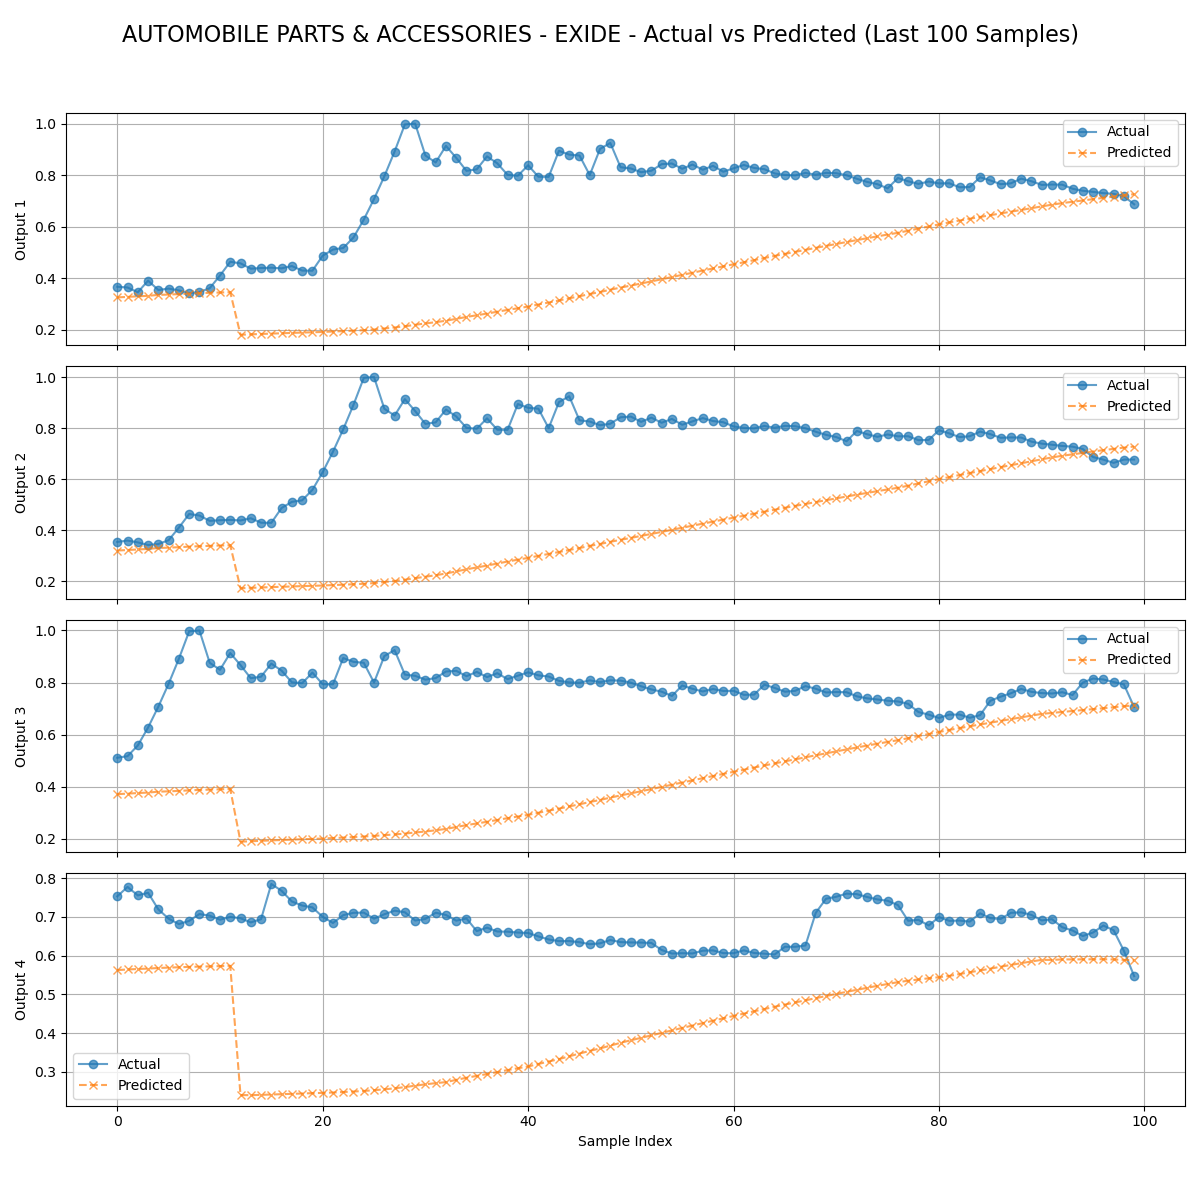 AUTOMOBILE PARTS & ACCESSORIES - EXIDE - Actual vs Predicted (Last 100 Samples)
1.0
0.8
0.6
0.4
0.2
Output 1
Actual
Predicted
1.0
0.8
0.6
0.4
0.2
Output 2
Actual
Predicted
1.0
0.8
0.6
0.4
0.2
Output 3
Actual
Predicted
0.8
0.7
0.6
0.5
0.4
0.3
Output 4
Actual
Predicted
0 20 40 60 80 100
Sample Index